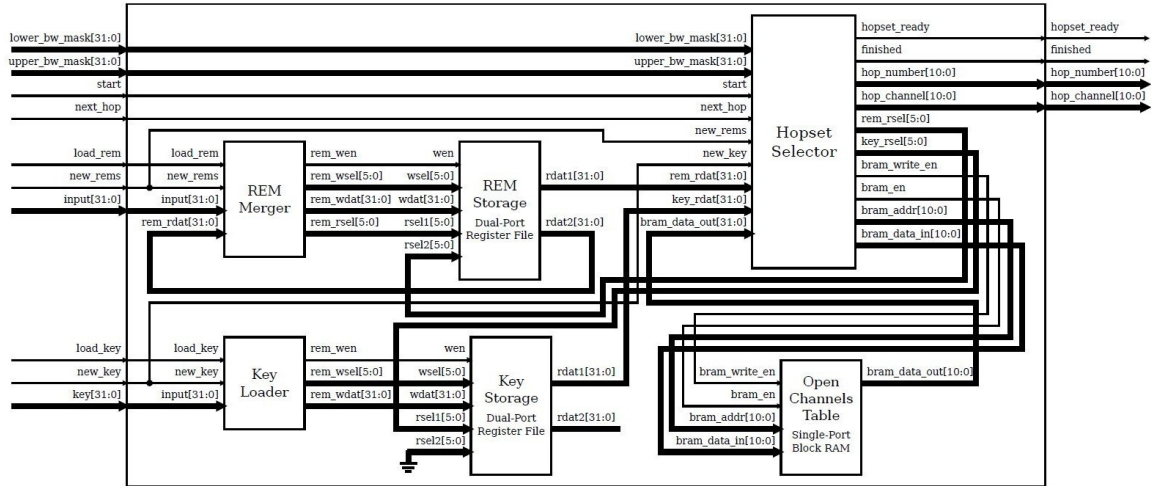 lower_bw_mask[31:0]
upper_bw_mask[31:0]
start
next_hop
load_rem
new_rems
input[31:0]
load_key
new_key
key[31:0]
load_rem
new_rems
input[31:0]
rem_rdat[31:0]
REM
Merger
rem_wen
rem_wsel[5:0]
rem_wdat[31:0]
rem_rsel[5:0]
wen
wsel[5:0]
wdat[31:0]
rsel1[5:0]
rsel2[5:0]
REM
Storage
Dual-Port
Register File
rdat1[31:0]
rdat2[31:0]
load_key
new_key
input[31:0]
Key
Loader
rem_wen
rem_wsel[5:0]
rem_wdat[31:0]
wen
wsel[5:0]
wdat[31:0]
rsel1[5:0]
rsel2[5:0]
Key
Storage
Dual-Port
Register File
rdat1[31:0]
rdat2[31:0]
lower_bw_mask[31:0]
upper_bw_mask[31:0]
start
next_hop
new_rems
new_key
rem_rdat[31:0]
key_rdat[31:0]
bram_data_out[31:0]
Hopset
Selector
hopset_ready
finished
hop_number[10:0]
hop_channel[10:0]
rem_rsel[5:0]
key_rsel[5:0]
bram_write_en
bram_en
bram_addr[10:0]
bram_data_in[10:0]
bram_write_en
bram_en
bram_addr[10:0]
bram_data_in[10:0]
Open
Channels
Table
Single-Port
Block RAM
bram_data_out[10:0]
hopset_ready
finished
hop_number[10:0]
hop_channel[10:0]